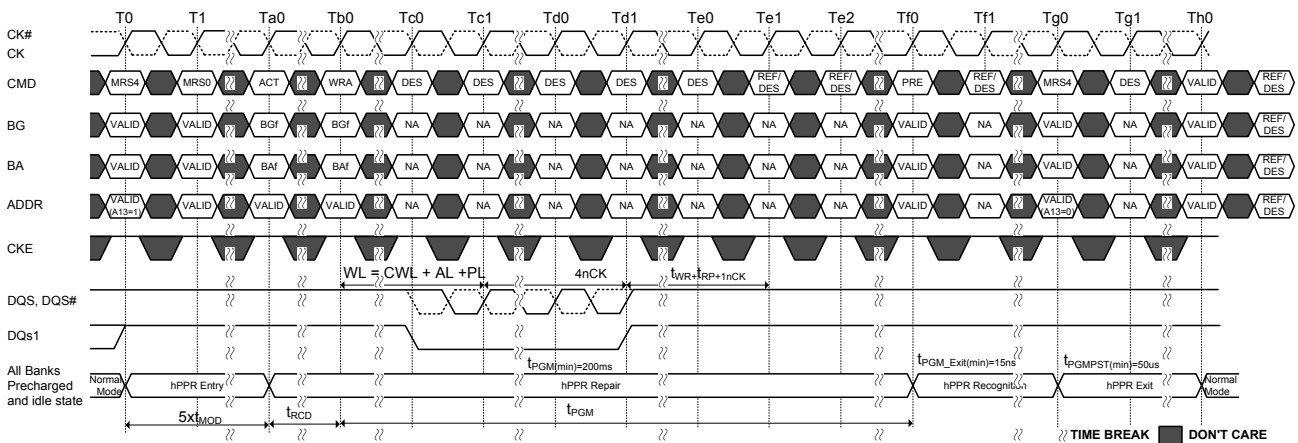 T0 T1 Ta0 Tb0 Tc0 Tc1 Td0 Td1 Te0 Te1 Te2 Tf0 Tf1 Tg0 Tg1 Th0
CK#
CK
CMD MRS4 MRS0 ACT WRA DES DES DES DES DES REF/DES REF/DES PRE REF/DES MRS4 DES VALID REF/DES
BG VALID VALID BGf BGf NA NA NA NA NA NA NA VALID NA VALID NA VALID REF/DES
BA VALID VALID BAf BAf NA NA NA NA NA NA NA VALID NA VALID NA VALID REF/DES
ADDR VALID (A13=1) VALID VALID VALID NA NA NA NA NA NA NA VALID NA VALID (A13=0) NA VALID REF/DES
CKE
WL = CWL + AL +PL 4nCK tWR+tRP+1nCK
DQS, DQS#
DQs1
tPGM(min)=200ms tPGM_Exit(min)=15ns tPGMPST(min)=50us
All Banks
Precharged
and idle state
Normal Mode hPPR Entry hPPR Repair hPPR Recognition hPPR Exit Normal Mode
5xtMOD tRCD tPGM
TIME BREAK DON'T CARE